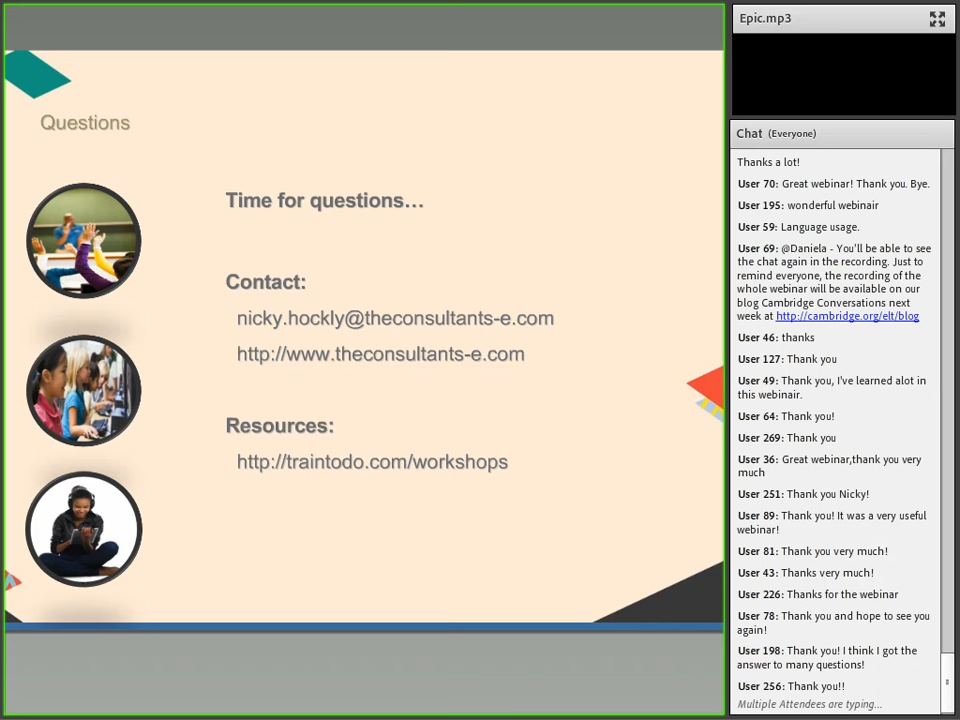 Questions
Time for questions…
Contact:
nicky.hockly@theconsultants-e.com
http://www.theconsultants-e.com
Resources:
http://traintodo.com/workshops
Epic.mp3
Chat (Everyone)
Thanks a lot!
User 70: Great webinar! Thank you. Bye.
User 195: wonderful webinair
User 59: Language usage.
User 69: @Daniela - You'll be able to see
the chat again in the recording. Just to
remind everyone, the recording of the
whole webinar will be available on our
blog Cambridge Conversations next
week at http://cambridge.org/elt/blog
User 46: thanks
User 127: Thank you
User 49: Thank you, I've learned alot in
this webinair.
User 64: Thank you!
User 269: Thank you
User 36: Great webinar,thank you very
much
User 251: Thank you Nicky!
User 89: Thank you! It was a very useful
webinar!
User 81: Thank you very much!
User 43: Thanks very much!
User 226: Thanks for the webinar
User 78: Thank you and hope to see you
again!
User 198: Thank you! I think I got the
answer to many questions!
User 256: Thank you!!
Multiple Attendees are typing...